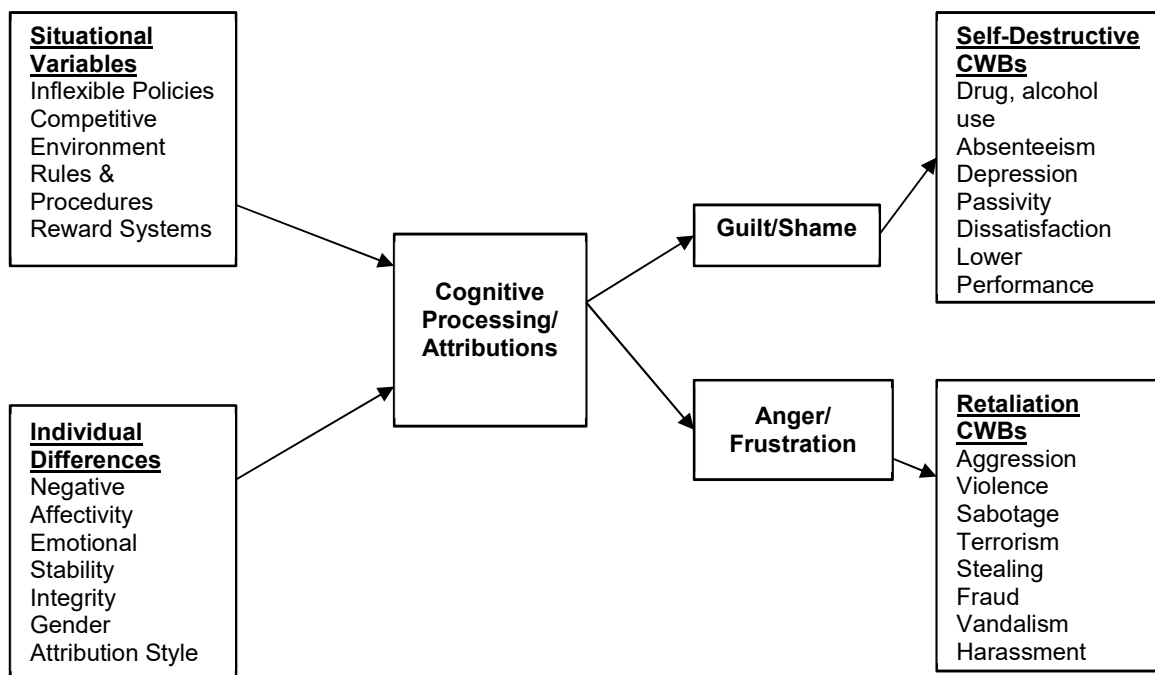 Situational
Variables
Inflexible Policies
Competitive
Environment
Rules &
Procedures
Reward Systems
Individual
Differences
Negative
Affectivity
Emotional
Stability
Integrity
Gender
Attribution Style
Cognitive
Processing/
Attributions
Guilt/Shame
Anger/
Frustration
Self-Destructive
CWBs
Drug, alcohol
use
Absenteeism
Depression
Passivity
Dissatisfaction
Lower
Performance
Retaliation
CWBs
Aggression
Violence
Sabotage
Terrorism
Stealing
Fraud
Vandalism
Harassment